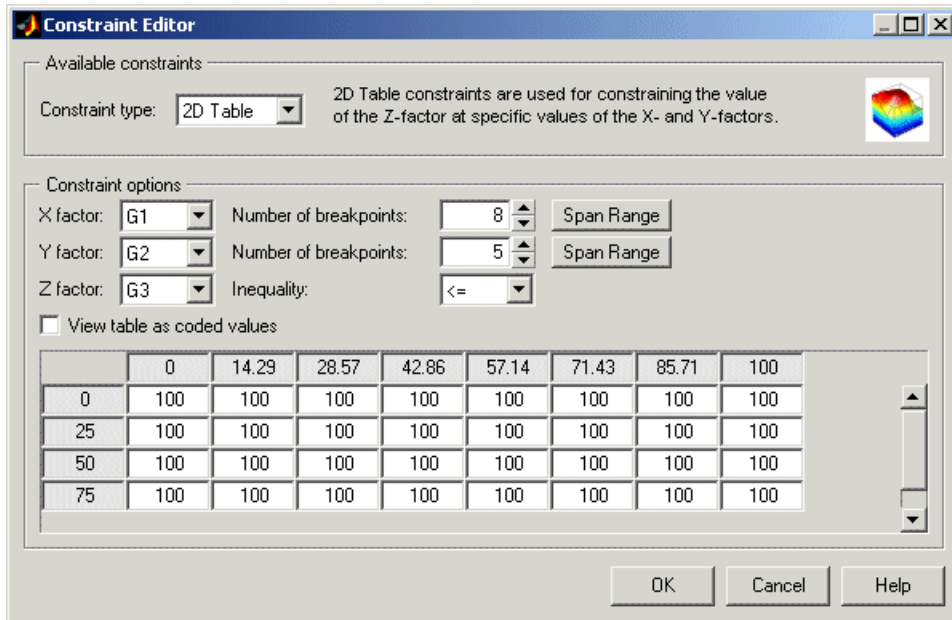 Constraint Editor
Available constraints
Constraint type: 2D Table
2D Table constraints are used for constraining the value
of the Z-factor at specific values of the X- and Y-factors.
Constraint options
X factor: G1 Number of breakpoints: 8 Span Range
Y factor: G2 Number of breakpoints: 5 Span Range
Z factor: G3 Inequality: <=
View table as coded values
0 14.29 28.57 42.86 57.14 71.43 85.71 100
0 100 100 100 100 100 100 100 100
25 100 100 100 100 100 100 100 100
50 100 100 100 100 100 100 100 100
75 100 100 100 100 100 100 100 100
OK Cancel Help